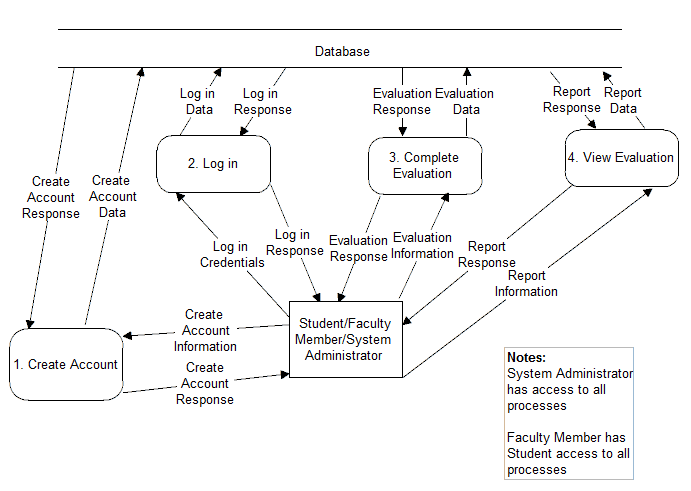 Database
Log in
Data
Log in
Response
Evaluation
Response
Evaluation
Data
Report
Response
Report
Data
2. Log in
3. Complete
Evaluation
4. View Evaluation
Create
Account
Response
Create
Account
Data
Log in
Credentials
Log in
Response
Evaluation
Response
Evaluation
Information
Report
Response
Report
Information
Create
Account
Information
Student/Faculty
Member/System
Administrator
1. Create Account
Create
Account
Response
Notes:
System Administrator
has access to all
processes
Faculty Member has
Student access to all
processes